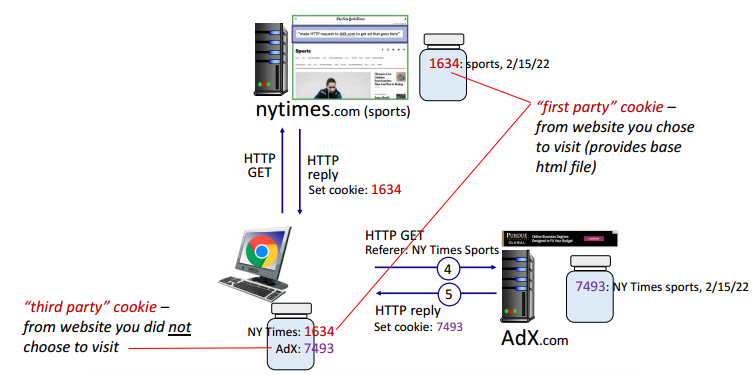 The New York Times
"make HTTP request to AdX.com to get ad that goes here"
Sports
1634: sports, 2/15/22
nytimes.com (sports)
"first party" cookie –
from website you chose
to visit (provides base
html file)
HTTP
GET
HTTP
reply
Set cookie: 1634
HTTP GET
Referer: NY Times Sports
4
5
HTTP reply
Set cookie: 7493
PURDUE
GLOBAL
Online Business Degrees
Designed to Fit Your Budget
7493: NY Times sports, 2/15/22
AdX.com
"third party" cookie –
from website you did not
choose to visit
NY Times: 1634
AdX: 7493